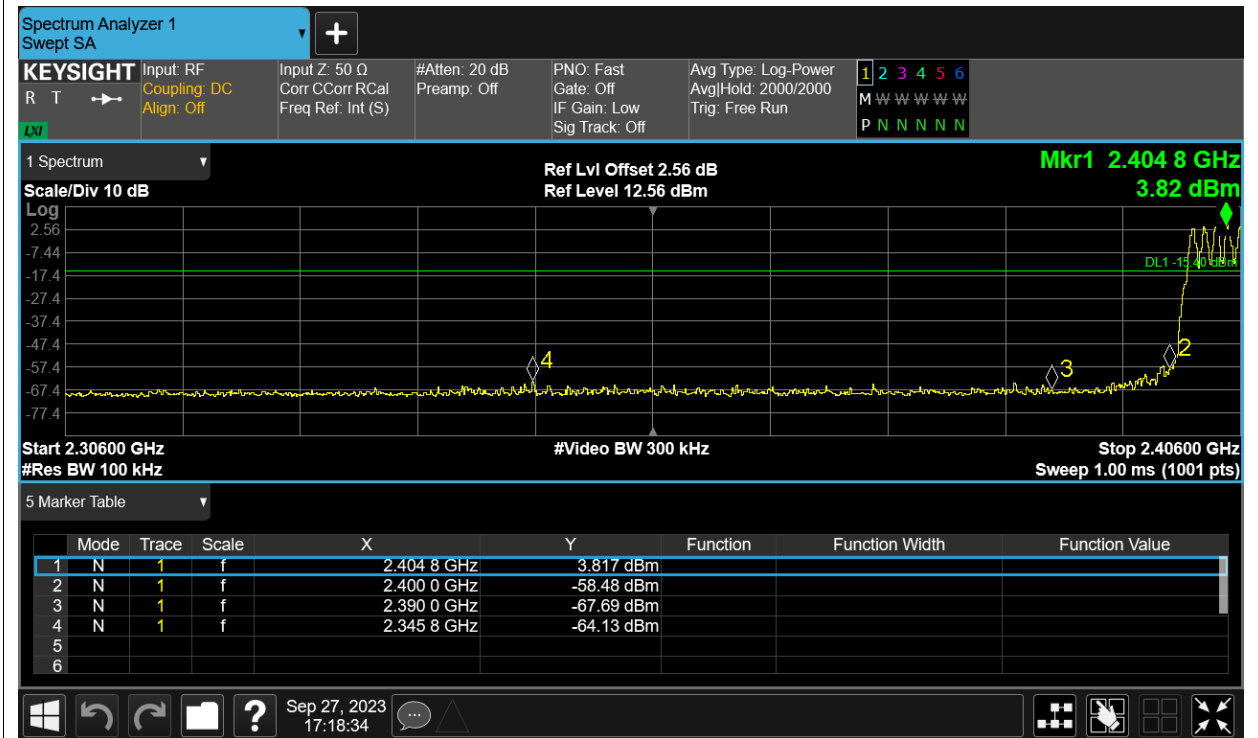 Spectrum Analyzer 1
Swept SA
+
KEYSIGHT
R T
LXI
Input: RF
Coupling: DC
Align: Off
Input Z: 50 Ω
Corr CCorr RCal
Freq Ref: Int (S)
#Atten: 20 dB
Preamp: Off
PNO: Fast
Gate: Off
IF Gain: Low
Sig Track: Off
Avg Type: Log-Power
Avg|Hold: 2000/2000
Trig: Free Run
1 2 3 4 5 6
M W W W W W
P N N N N N
1 Spectrum
Scale/Div 10 dB
Ref Lvl Offset 2.56 dB
Ref Level 12.56 dBm
Mkr1 2.404 8 GHz
3.82 dBm
Log
2.56
-7.44
-17.4
-27.4
-37.4
-47.4
-57.4
-67.4
-77.4
DL1 -15.40 dBm
4
3
2
Start 2.30600 GHz
#Res BW 100 kHz
#Video BW 300 kHz
Stop 2.40600 GHz
Sweep 1.00 ms (1001 pts)
5 Marker Table
Mode Trace Scale X Y Function Function Width Function Value
1 N 1 f 2.404 8 GHz 3.817 dBm
2 N 1 f 2.400 0 GHz -58.48 dBm
3 N 1 f 2.390 0 GHz -67.69 dBm
4 N 1 f 2.345 8 GHz -64.13 dBm
5
6
?
Sep 27, 2023
17:18:34